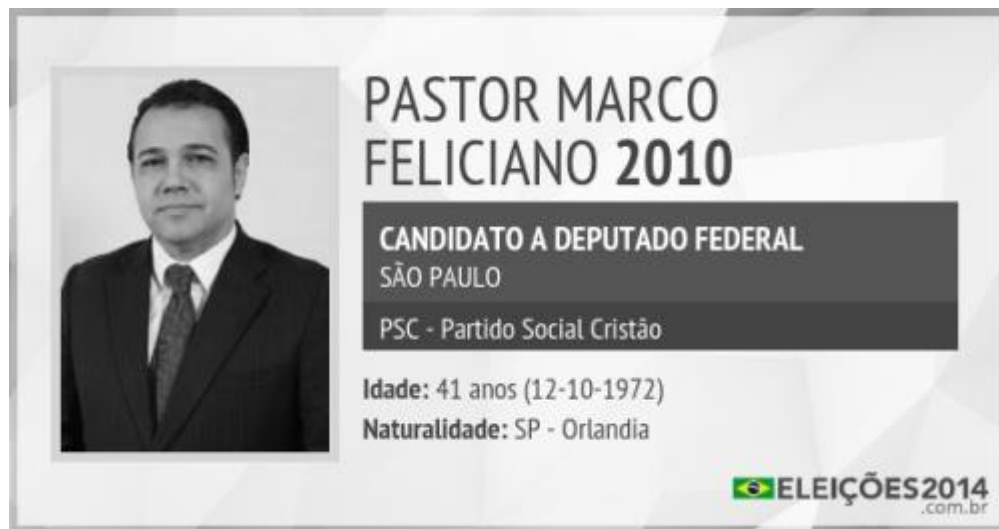 PASTOR MARCO
FELICIANO 2010
CANDIDATO A DEPUTADO FEDERAL
SÃO PAULO
PSC - Partido Social Cristão
Idade: 41 anos (12-10-1972)
Naturalidade: SP - Orlandia
ELEIÇÕES2014
.com.br